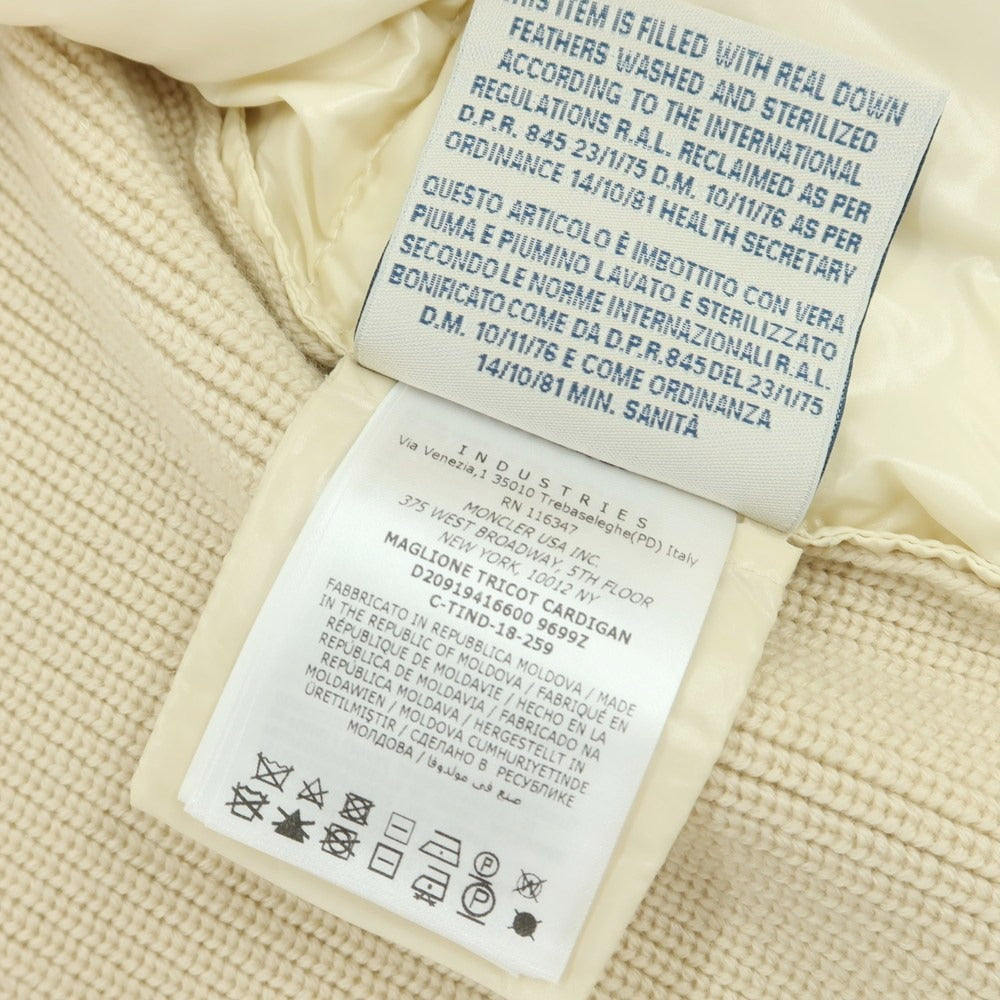 THIS ITEM IS FILLED WITH REAL DOWN
FEATHERS WASHED AND STERILIZED
ACCORDING TO THE INTERNATIONAL
REGULATIONS R.A.L. RECLAIMED AS PER
D.P.R. 845 23/1/75 D.M. 10/11/76 AS PER
ORDINANCE 14/10/81 HEALTH SECRETARY
QUESTO ARTICOLO È IMBOTTITO CON VERA
PIUMA E PIUMINO LAVATO E STERILIZZATO
SECONDO LE NORME INTERNAZIONALI R.A.L.
BONIFICATO COME DA D.P.R. 845 DEL 23/1/75
D.M. 10/11/76 E COME ORDINANZA
14/10/81 MIN. SANITÀ
INDUSTRIES
Via Venezia,1 35010 Trebaseleghe(PD) Italy
RN 116347
MONCLER USA INC.
375 WEST BROADWAY, 5TH FLOOR
NEW YORK, 10012 NY
MAGLIONE TRICOT CARDIGAN
D20919416600 9699Z
C-TIND-18-259
FABBRICATO IN REPUBBLICA MOLDOVA / MADE
IN THE REPUBLIC OF MOLDOVA / FABRIQUÉ EN
RÉPUBLIQUE DE MOLDAVIE / HECHO EN LA
REPÚBLICA DE MOLDAVIA / FABRICADO NA
REPÚBLICA MOLDAVA / HERGESTELLT IN
MOLDAWIEN / MOLDOVA CUMHURIYETINDE
ÜRETILMIŞTIR / СДЕЛАНО В РЕСПУБЛИКЕ
МОЛДОВА / صنع في مولدوفا
P
P